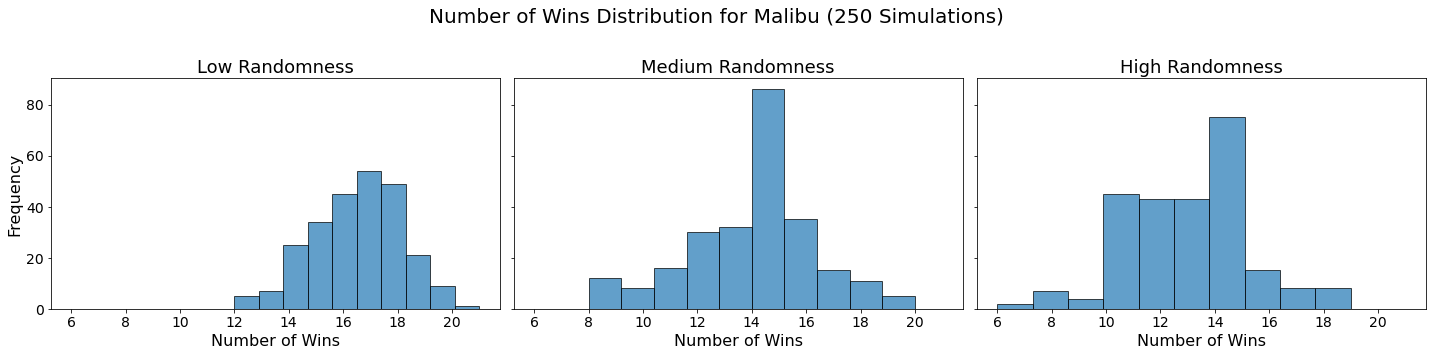 Number of Wins Distribution for Malibu (250 Simulations)
Low Randomness
Medium Randomness
High Randomness
Frequency
80
60
40
20
0
6 8 10 12 14 16 18 20
6 8 10 12 14 16 18 20
6 8 10 12 14 16 18 20
Number of Wins
Number of Wins
Number of Wins